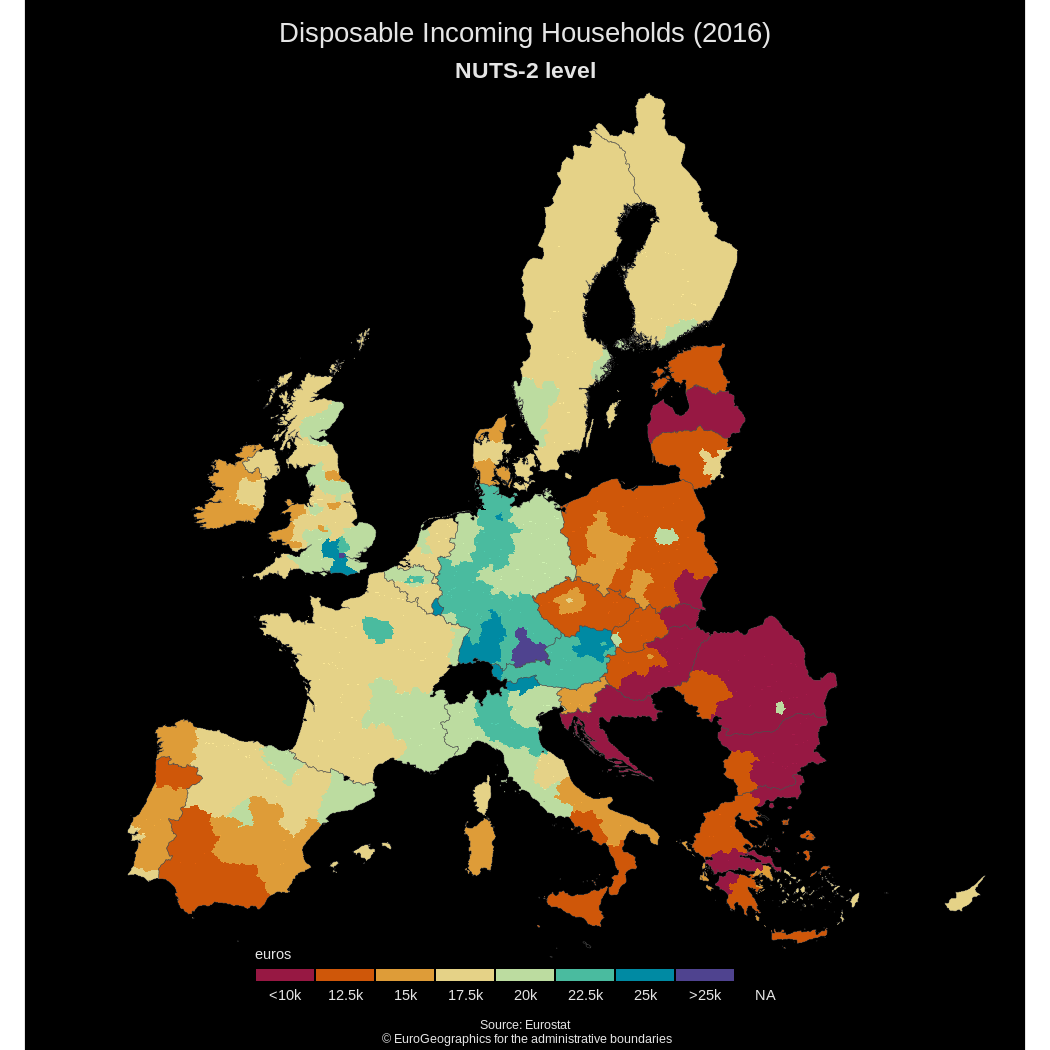 Disposable Incoming Households (2016)
NUTS-2 level
euros
<10k 12.5k 15k 17.5k 20k 22.5k 25k >25k NA
Source: Eurostat
© EuroGeographics for the administrative boundaries